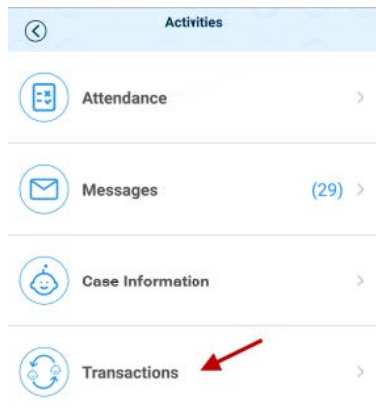 Activities
Attendance
Messages (29)
Case Information
Transactions